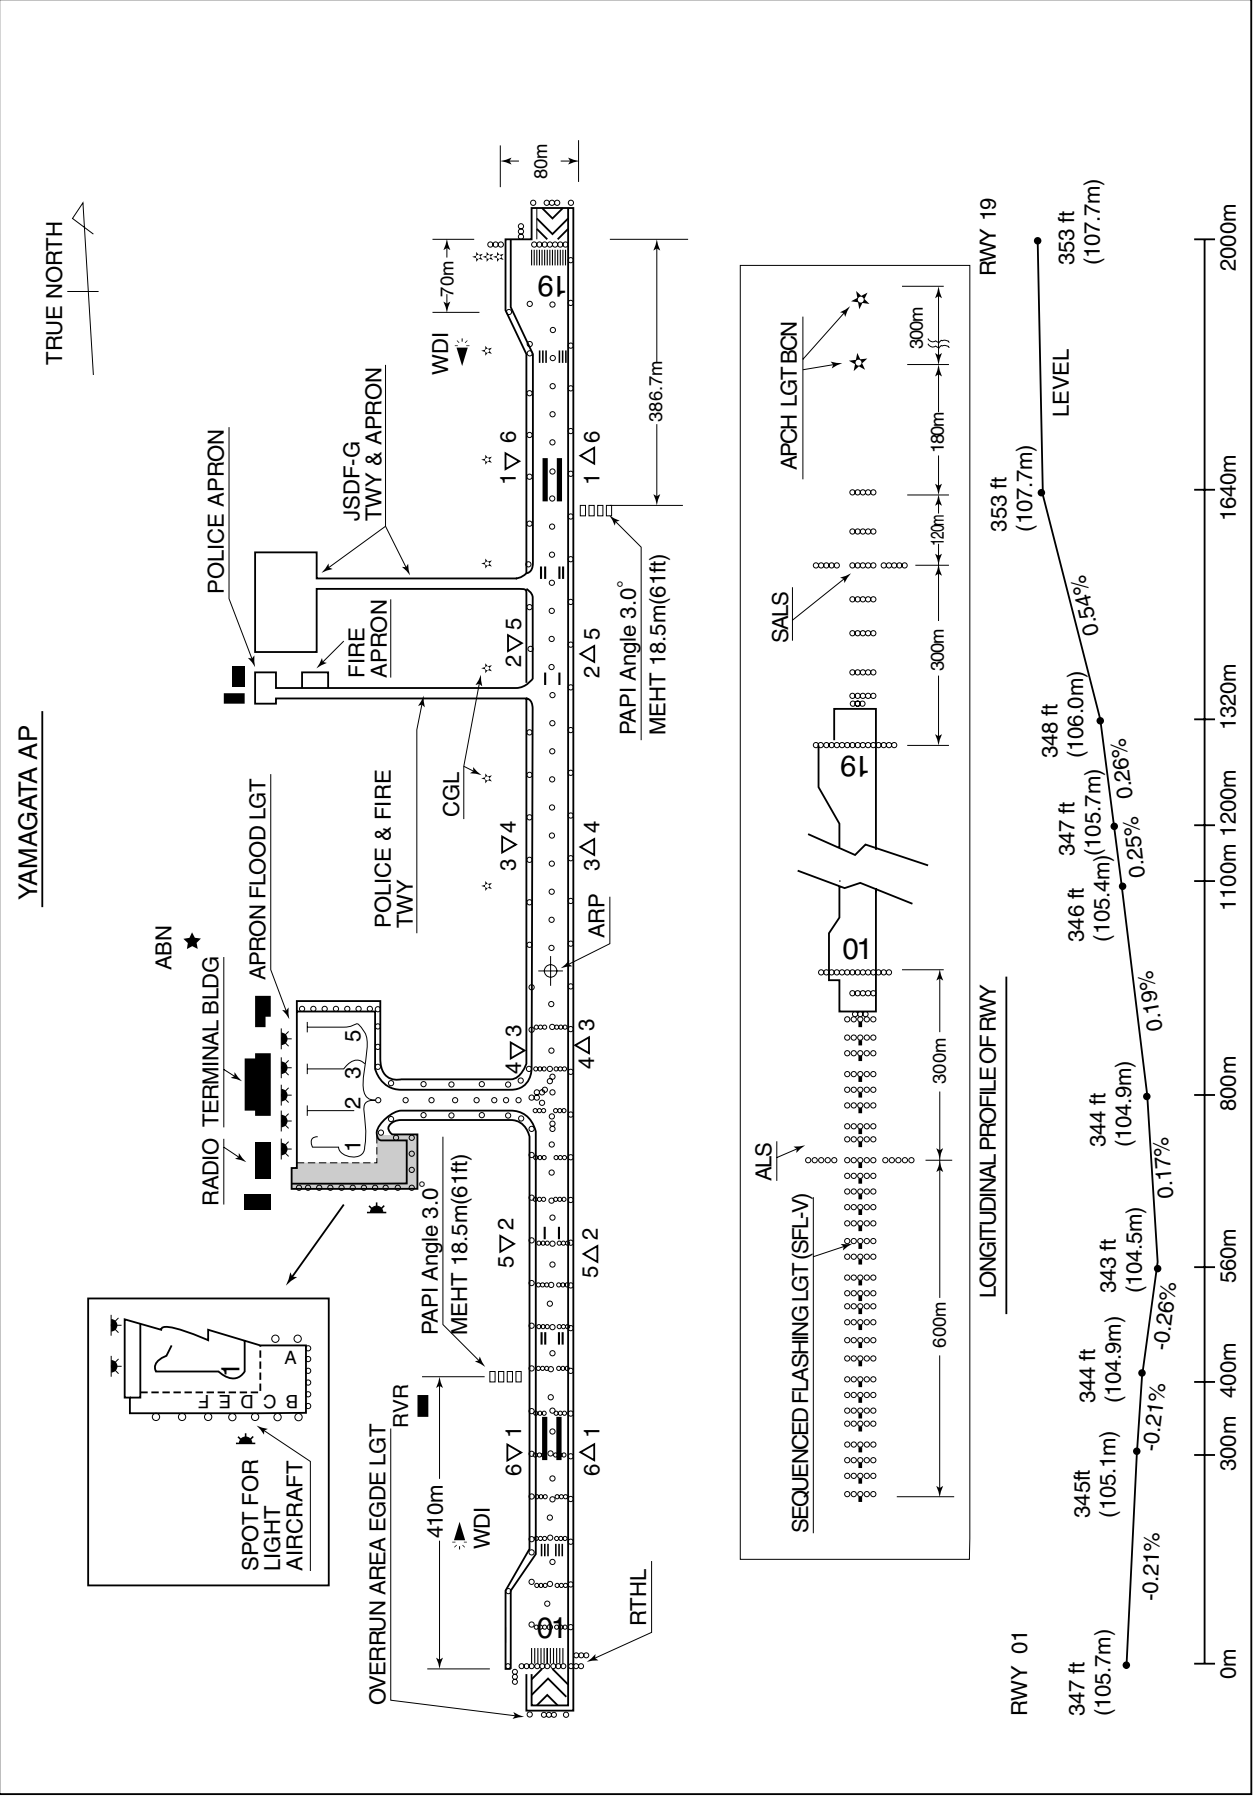 YAMAGATA AP
TRUE NORTH
ABN
RADIO
TERMINAL BLDG
APRON FLOOD LGT
POLICE APRON
JSDF-G
TWY & APRON
FIRE
APRON
POLICE & FIRE
TWY
CGL
WDI
70m
80m
1 2 3 5
1
A
B C D E F
SPOT FOR
LIGHT
AIRCRAFT
OVERRUN AREA EGDE LGT
RVR
410m
WDI
PAPI Angle 3.0
MEHT 18.5m(61ft)
6▽1
5▽2
4▽3
3▽4
2▽5
1▽6
01
19
6△1
5△2
4△3
3△4
2△5
1△6
RTHL
ARP
PAPI Angle 3.0°
MEHT 18.5m(61ft)
386.7m
SEQUENCED FLASHING LGT (SFL-V)
ALS
SALS
APCH LGT BCN
01
19
600m
300m
300m
120m
180m
300m
LONGITUDINAL PROFILE OF RWY
RWY 01
RWY 19
347 ft
(105.7m)
345ft
(105.1m)
344 ft
(104.9m)
343 ft
(104.5m)
344 ft
(104.9m)
346 ft
(105.4m)
347 ft
(105.7m)
348 ft
(106.0m)
353 ft
(107.7m)
353 ft
(107.7m)
-0.21%
-0.21%
-0.26%
0.17%
0.19%
0.25%
0.26%
0.54%
LEVEL
0m
300m
400m
560m
800m
1100m
1200m
1320m
1640m
2000m